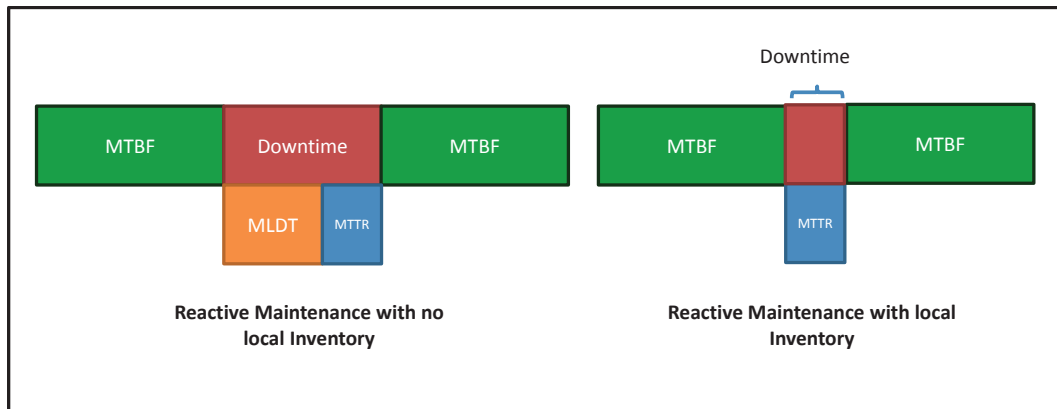 MTBF
Downtime
MTBF
MLDT
MTTR
Reactive Maintenance with no
local Inventory
Downtime
MTBF
MTBF
MTTR
Reactive Maintenance with local
Inventory